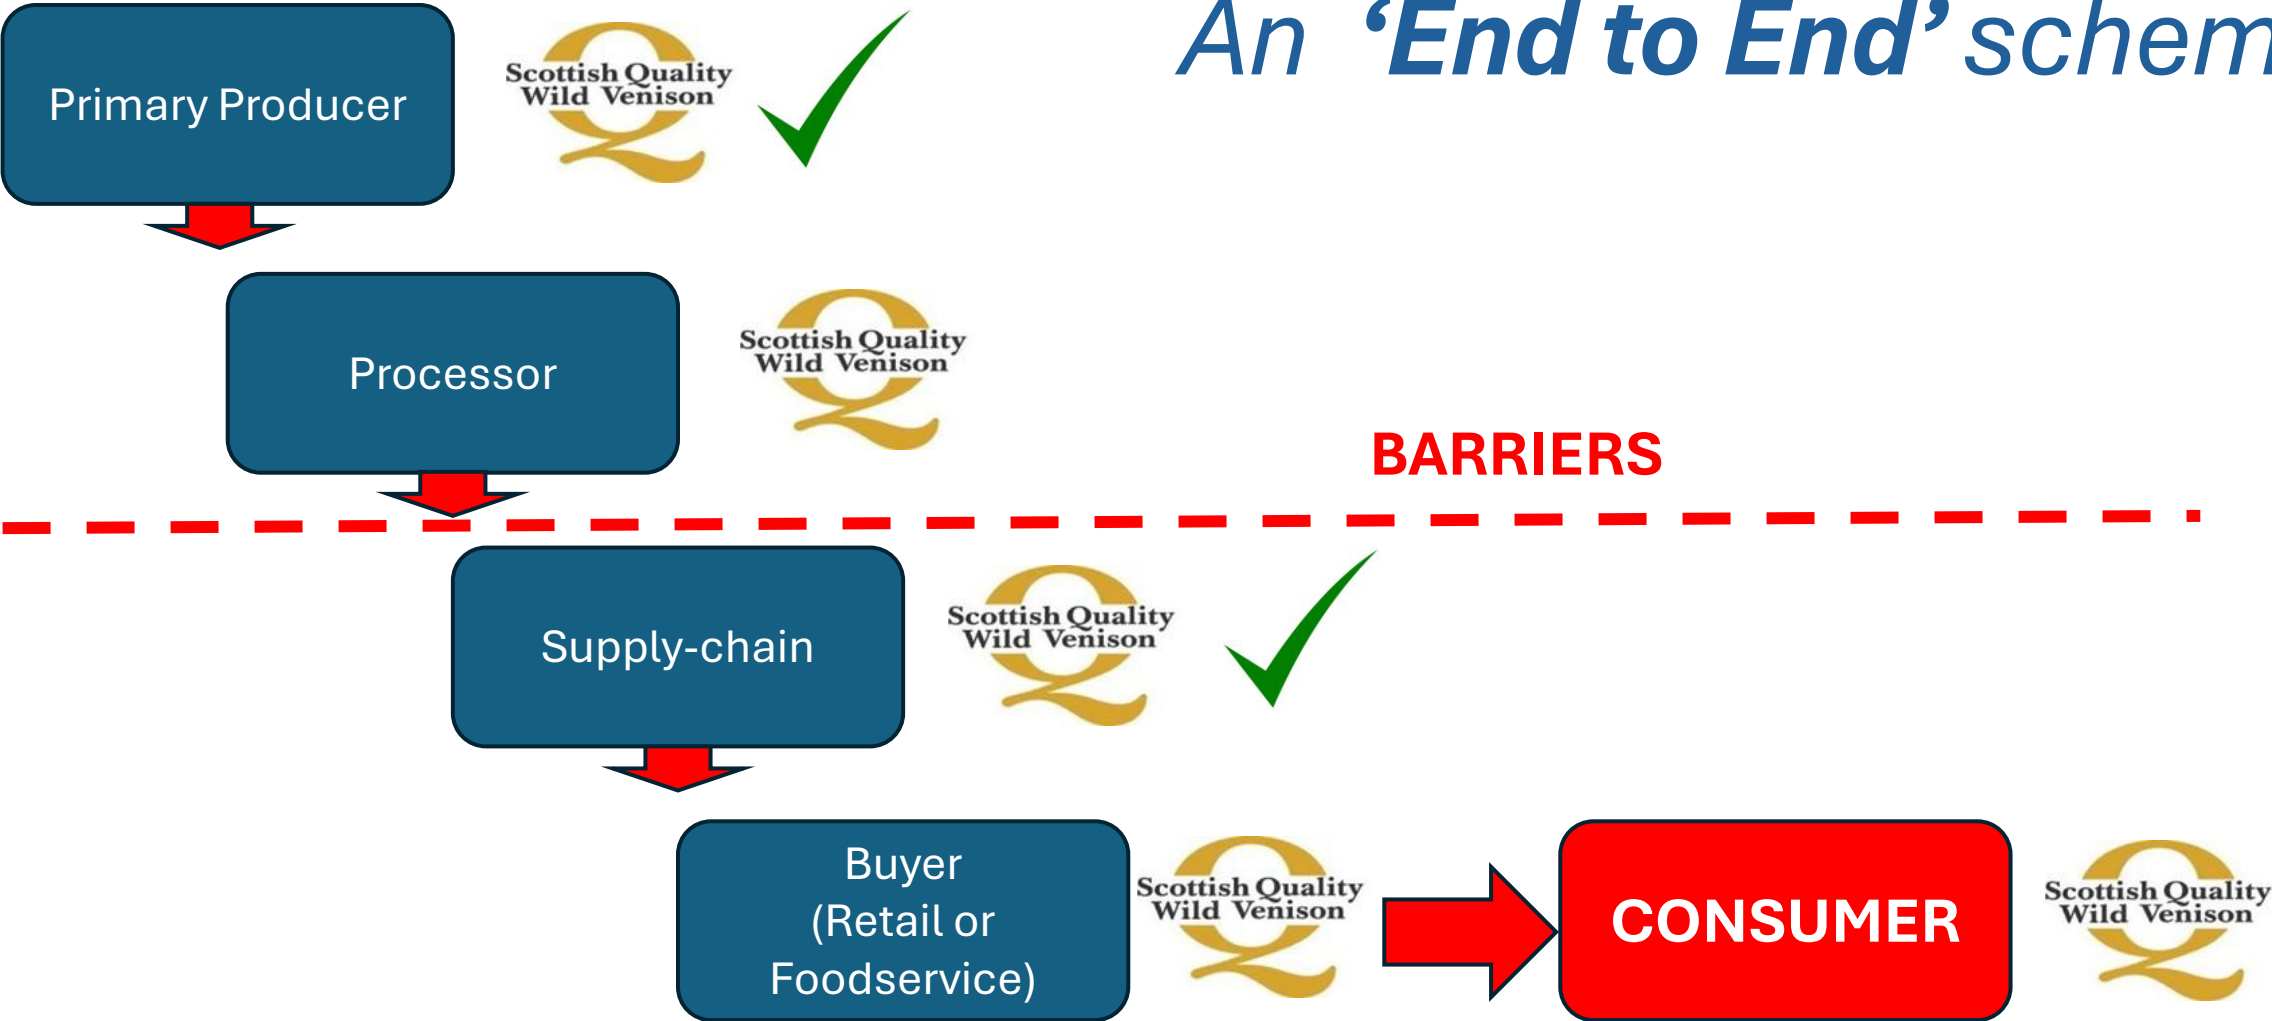 An ‘End to End’ schem
Primary Producer
Scottish Quality
Wild Venison
Processor
Scottish Quality
Wild Venison
BARRIERS
Supply-chain
Scottish Quality
Wild Venison
Buyer
(Retail or
Foodservice)
Scottish Quality
Wild Venison
CONSUMER
Scottish Quality
Wild Venison